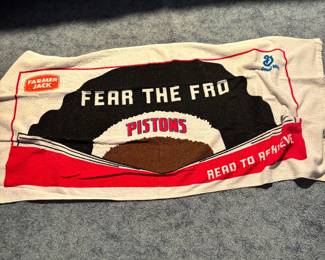 FARMER
JACK
FEAR THE FRO
PISTONS
READ TO ACHIEVE